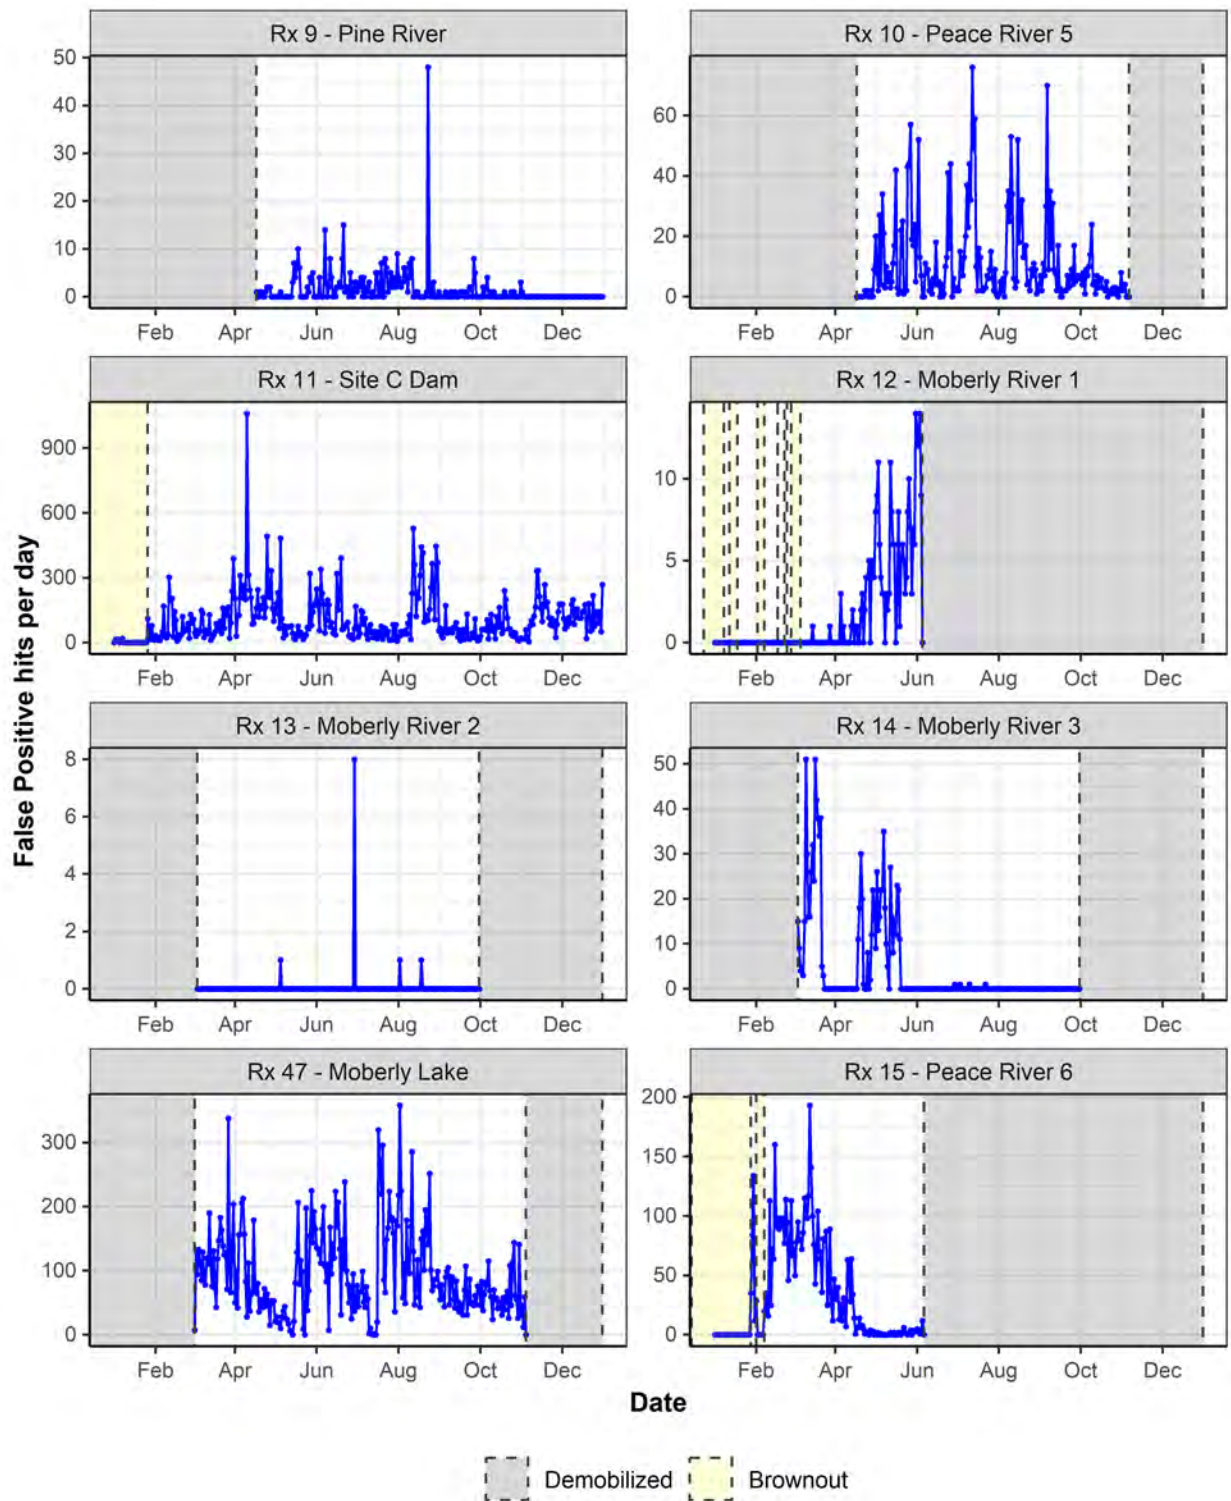 Rx 9 - Pine River
Rx 10 - Peace River 5
50
40
30
20
10
0
60
40
20
0
Feb Apr Jun Aug Oct Dec
Feb Apr Jun Aug Oct Dec
Rx 11 - Site C Dam
Rx 12 - Moberly River 1
900
600
300
0
10
5
0
Feb Apr Jun Aug Oct Dec
Feb Apr Jun Aug Oct Dec
False Positive hits per day
Rx 13 - Moberly River 2
Rx 14 - Moberly River 3
8
6
4
2
0
50
40
30
20
10
0
Feb Apr Jun Aug Oct Dec
Feb Apr Jun Aug Oct Dec
Rx 47 - Moberly Lake
Rx 15 - Peace River 6
300
200
100
0
200
150
100
50
0
Feb Apr Jun Aug Oct Dec
Feb Apr Jun Aug Oct Dec
Date
Demobilized Brownout